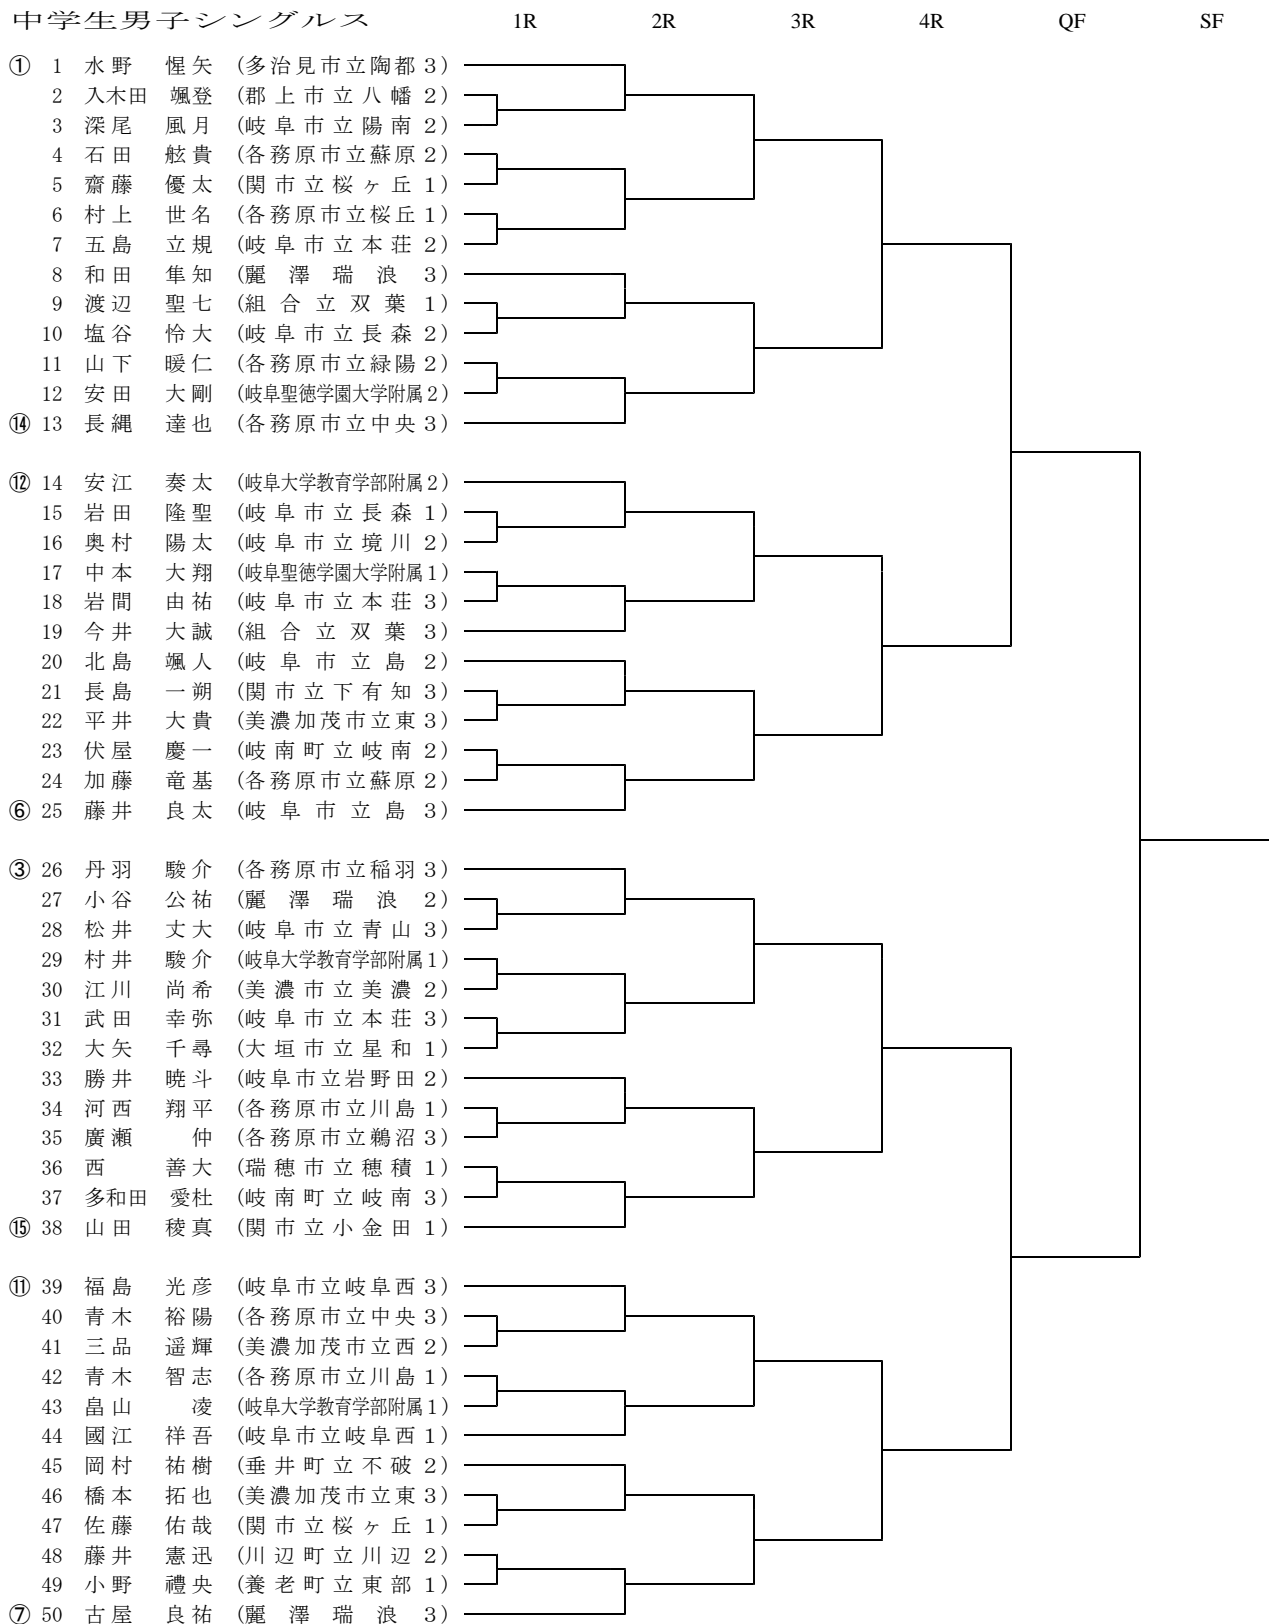 中学生男子シングルス 1R 2R 3R 4R QF SF
① 1 水野 惺矢 (多治見市立陶都3)
2 入木田 颯登 (郡上市立八幡2)
3 深尾 風月 (岐阜市立陽南2)
4 石田 舷貴 (各務原市立蘇原2)
5 齋藤 優太 (関市立桜ヶ丘1)
6 村上 世名 (各務原市立桜丘1)
7 五島 立規 (岐阜市立本荘2)
8 和田 隼知 (麗澤瑞浪3)
9 渡辺 聖七 (組合立双葉1)
10 塩谷 怜大 (岐阜市立長森2)
11 山下 暖仁 (各務原市立緑陽2)
12 安田 大剛 (岐阜聖徳学園大学附属2)
⑭ 13 長縄 達也 (各務原市立中央3)
⑫ 14 安江 奏太 (岐阜大学教育学部附属2)
15 岩田 隆聖 (岐阜市立長森1)
16 奥村 陽太 (岐阜市立境川2)
17 中本 大翔 (岐阜聖徳学園大学附属1)
18 岩間 由祐 (岐阜市立本荘3)
19 今井 大誠 (組合立双葉3)
20 北島 颯人 (岐阜市立島2)
21 長島 一朔 (関市立下有知3)
22 平井 大貴 (美濃加茂市立東3)
23 伏屋 慶一 (岐南町立岐南2)
24 加藤 竜基 (各務原市立蘇原2)
⑥ 25 藤井 良太 (岐阜市立島3)
③ 26 丹羽 駿介 (各務原市立稲羽3)
27 小谷 公祐 (麗澤瑞浪2)
28 松井 丈大 (岐阜市立青山3)
29 村井 駿介 (岐阜大学教育学部附属1)
30 江川 尚希 (美濃市立美濃2)
31 武田 幸弥 (岐阜市立本荘3)
32 大矢 千尋 (大垣市立星和1)
33 勝井 暁斗 (岐阜市立岩野田2)
34 河西 翔平 (各務原市立川島1)
35 廣瀬 仲 (各務原市立鵜沼3)
36 西 善大 (瑞穂市立穂積1)
37 多和田 愛杜 (岐南町立岐南3)
⑮ 38 山田 稜真 (関市立小金田1)
⑪ 39 福島 光彦 (岐阜市立岐阜西3)
40 青木 裕陽 (各務原市立中央3)
41 三品 遥輝 (美濃加茂市立西2)
42 青木 智志 (各務原市立川島1)
43 畠山 凌 (岐阜大学教育学部附属1)
44 國江 祥吾 (岐阜市立岐阜西1)
45 岡村 祐樹 (垂井町立不破2)
46 橋本 拓也 (美濃加茂市立東3)
47 佐藤 佑哉 (関市立桜ヶ丘1)
48 藤井 憲迅 (川辺町立川辺2)
49 小野 禮央 (養老町立東部1)
⑦ 50 古屋 良祐 (麗澤瑞浪3)